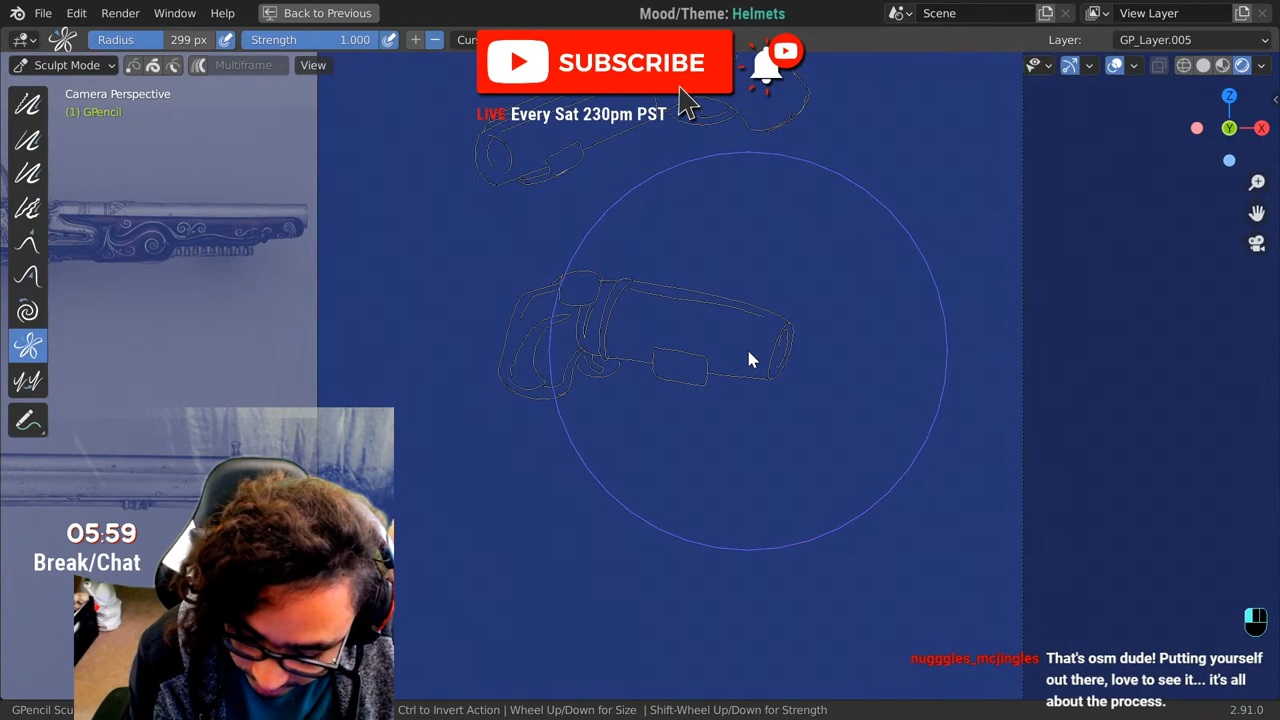 File Edit Render Window Help Back to Previous Mood/Theme: Helmets Scene View Layer
Radius 299 px Strength 1.000 Layer: GP_Layer.005
Sculpt Mode Multiframe View
SUBSCRIBE
Camera Perspective
(1) GPencil
LIVE Every Sat 230pm PST
Z
Y
X
05:59
Break/Chat
nugggles_mcjingles That's osm dude! Putting yourself
out there, love to see it... it's all
about the process.
GPencil Ctrl to Invert Action | Wheel Up/Down for Size | Shift-Wheel Up/Down for Strength 2.91.0